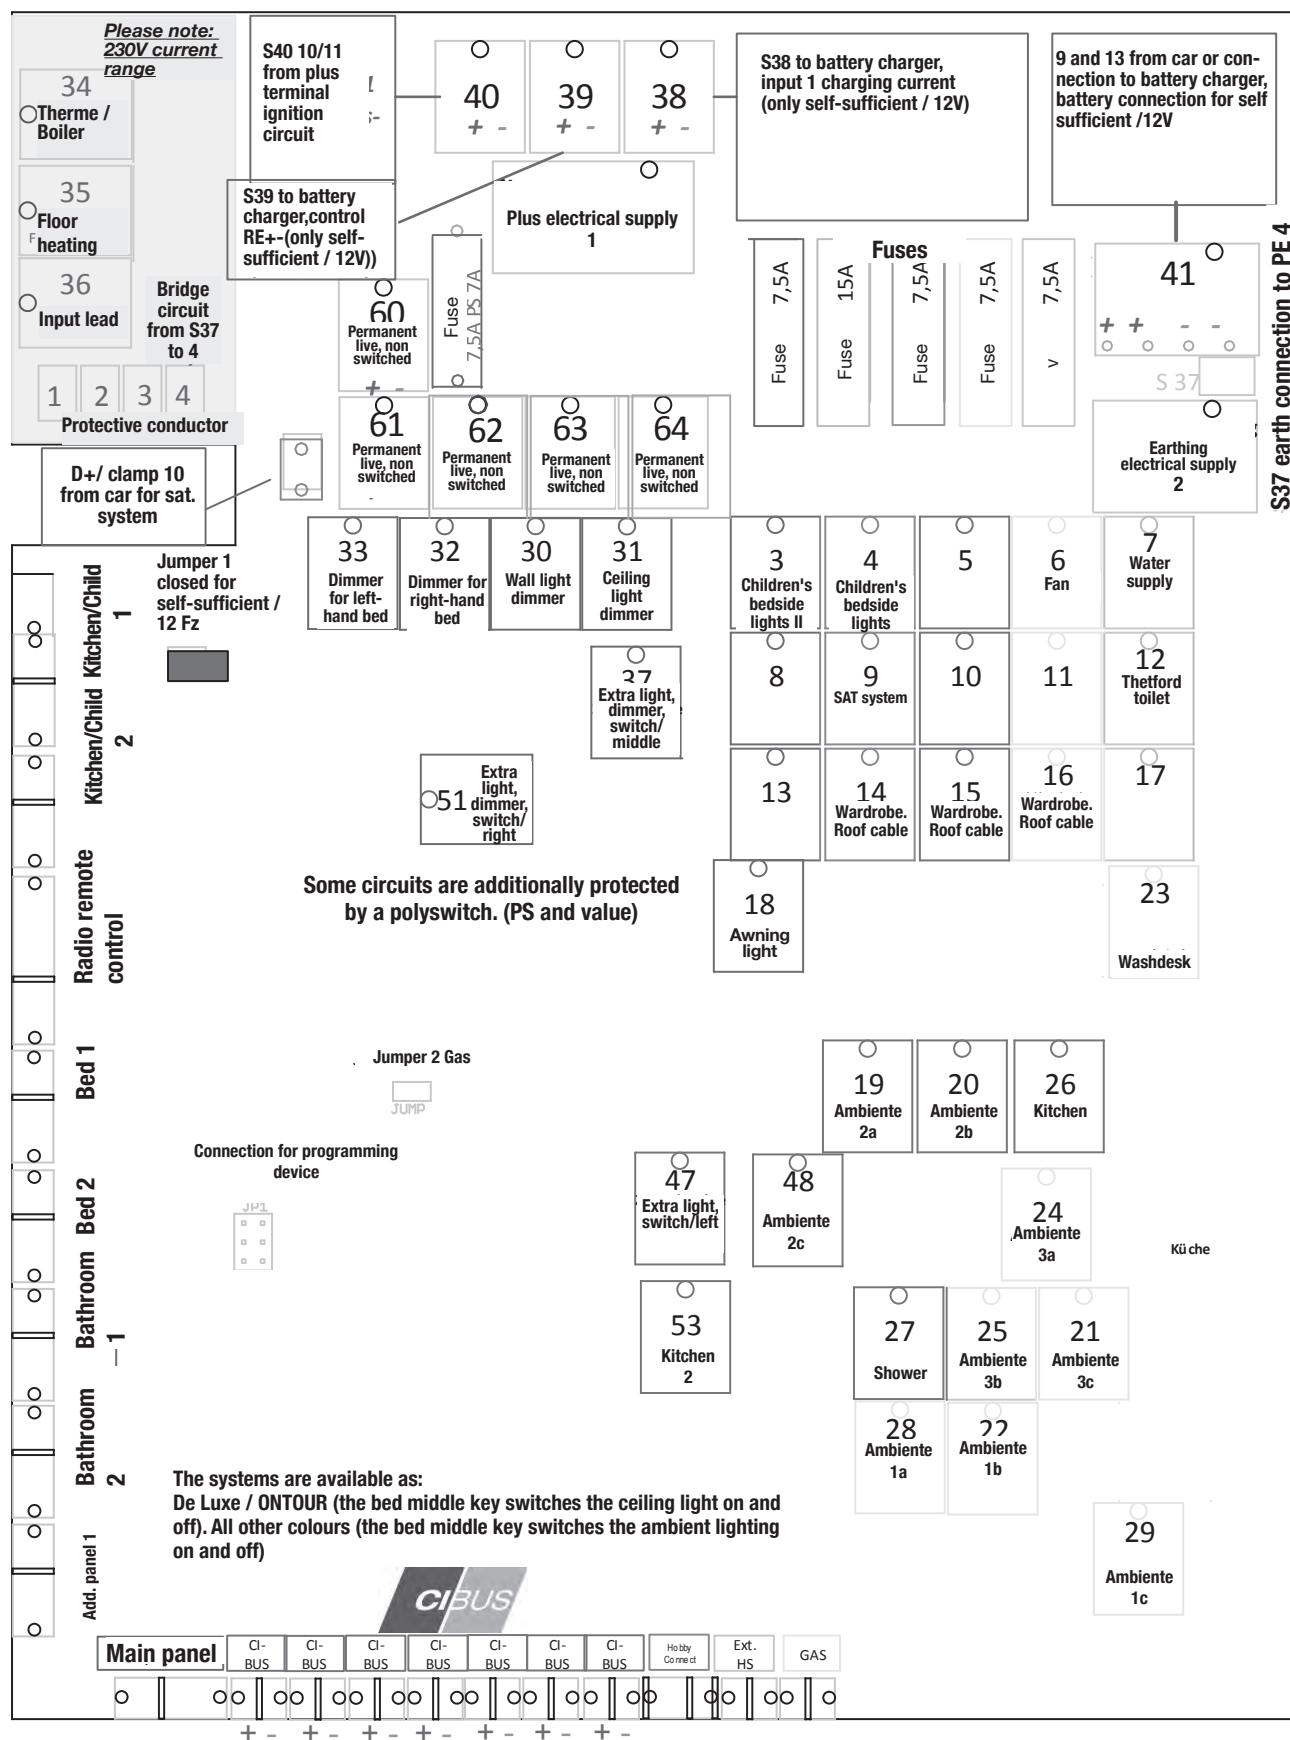 Please note:
230V current
range
34
Therme /
Boiler
35
Floor
heating
36
Input lead
Bridge
circuit
from S37
to 4
1 2 3 4
Protective conductor
S40 10/11
from plus
terminal
ignition
circuit
40
+ -
39
+ -
38
+ -
S38 to battery charger,
input 1 charging current
(only self-sufficient / 12V)
9 and 13 from car or con-
nection to battery charger,
battery connection for self
sufficient /12V
S39 to battery
charger,control
RE+-(only self-
sufficient / 12V))
Plus electrical supply
1
Fuse
7,5A PS 7A
Fuses
Fuse 7,5A
Fuse 15A
Fuse 7,5A
Fuse 7,5A
v 7,5A
41
+ + - -
S 37
S37 earth connection to PE 4
Earthing
electrical supply
2
60
Permanent
live, non
switched
+ -
61
Permanent
live, non
switched
62
Permanent
live, non
switched
63
Permanent
live, non
switched
64
Permanent
live, non
switched
D+/ clamp 10
from car for sat.
system
Jumper 1
closed for
self-sufficient /
12 Fz
33
Dimmer
for left-
hand bed
32
Dimmer for
right-hand
bed
30
Wall light
dimmer
31
Ceiling
light
dimmer
3
Children's
bedside
lights II
4
Children's
bedside
lights
5
6
Fan
7
Water
supply
37
Extra light,
dimmer,
switch/
middle
8
9
SAT system
10
11
12
Thetford
toilet
51
Extra
light,
dimmer,
switch/
right
13
14
Wardrobe.
Roof cable
15
Wardrobe.
Roof cable
16
Wardrobe.
Roof cable
17
Some circuits are additionally protected
by a polyswitch. (PS and value)
18
Awning
light
23
Washdesk
Kitchen/Child
1
Kitchen/Child
2
Radio remote
control
Bed 1
Bed 2
Bathroom
1
Bathroom
2
Add. panel 1
Jumper 2 Gas
JUMP
Connection for programming
device
JP1
19
Ambiente
2a
20
Ambiente
2b
26
Kitchen
47
Extra light,
switch/left
48
Ambiente
2c
24
Ambiente
3a
Küche
53
Kitchen
2
27
Shower
25
Ambiente
3b
21
Ambiente
3c
28
Ambiente
1a
22
Ambiente
1b
29
Ambiente
1c
The systems are available as:
De Luxe / ONTOUR (the bed middle key switches the ceiling light on and
off). All other colours (the bed middle key switches the ambient lighting
on and off)
CIBUS
Main panel
CI-
BUS
CI-
BUS
CI-
BUS
CI-
BUS
CI-
BUS
CI-
BUS
CI-
BUS
Hobby
Connect
Ext.
HS
GAS
+ - + - + - + - + - + - + -